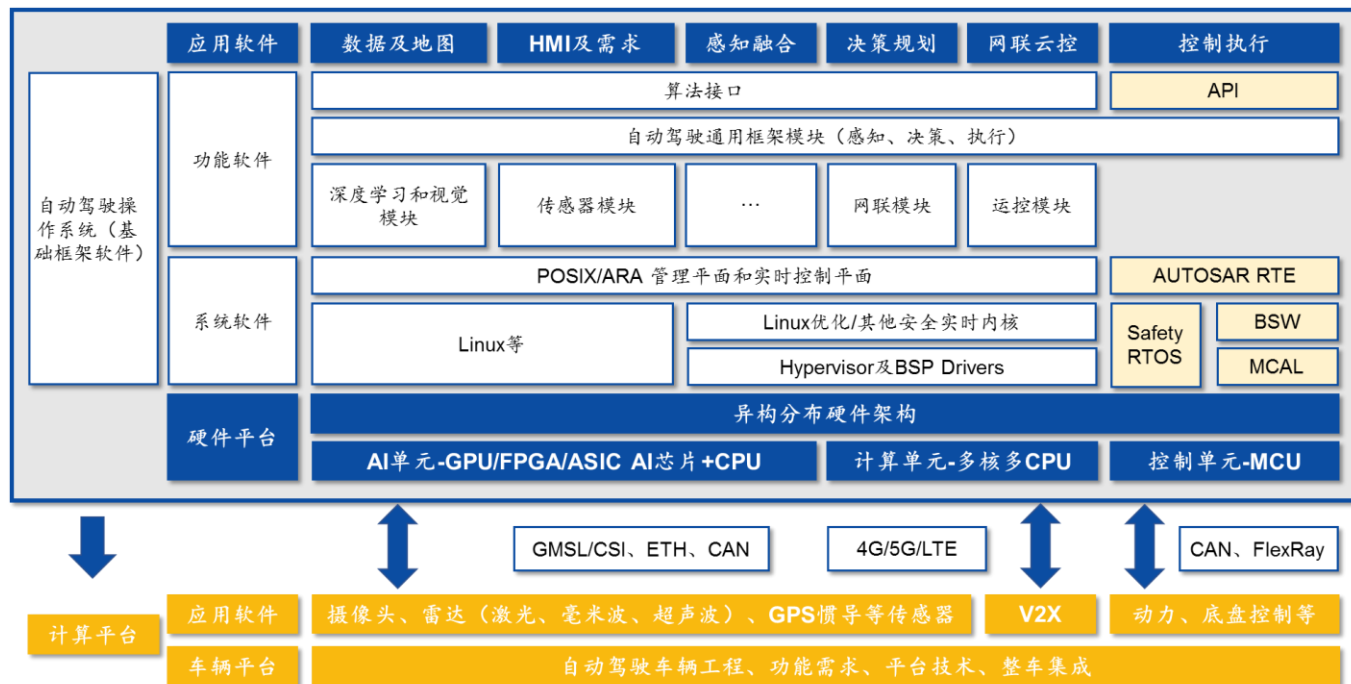 应用软件
数据及地图
HMI及需求
感知融合
决策规划
网联云控
控制执行
自动驾驶操
作系统（基
础框架软件）
功能软件
算法接口
API
自动驾驶通用框架模块（感知、决策、执行）
深度学习和视觉
模块
传感器模块
…
网联模块
运控模块
系统软件
POSIX/ARA 管理平面和实时控制平面
AUTOSAR RTE
Linux等
Linux优化/其他安全实时内核
Hypervisor及BSP Drivers
Safety
RTOS
BSW
MCAL
硬件平台
异构分布硬件架构
AI单元-GPU/FPGA/ASIC AI芯片+CPU
计算单元-多核多CPU
控制单元-MCU
GMSL/CSI、ETH、CAN
4G/5G/LTE
CAN、FlexRay
计算平台
应用软件
摄像头、雷达（激光、毫米波、超声波）、GPS惯导等传感器
V2X
动力、底盘控制等
车辆平台
自动驾驶车辆工程、功能需求、平台技术、整车集成